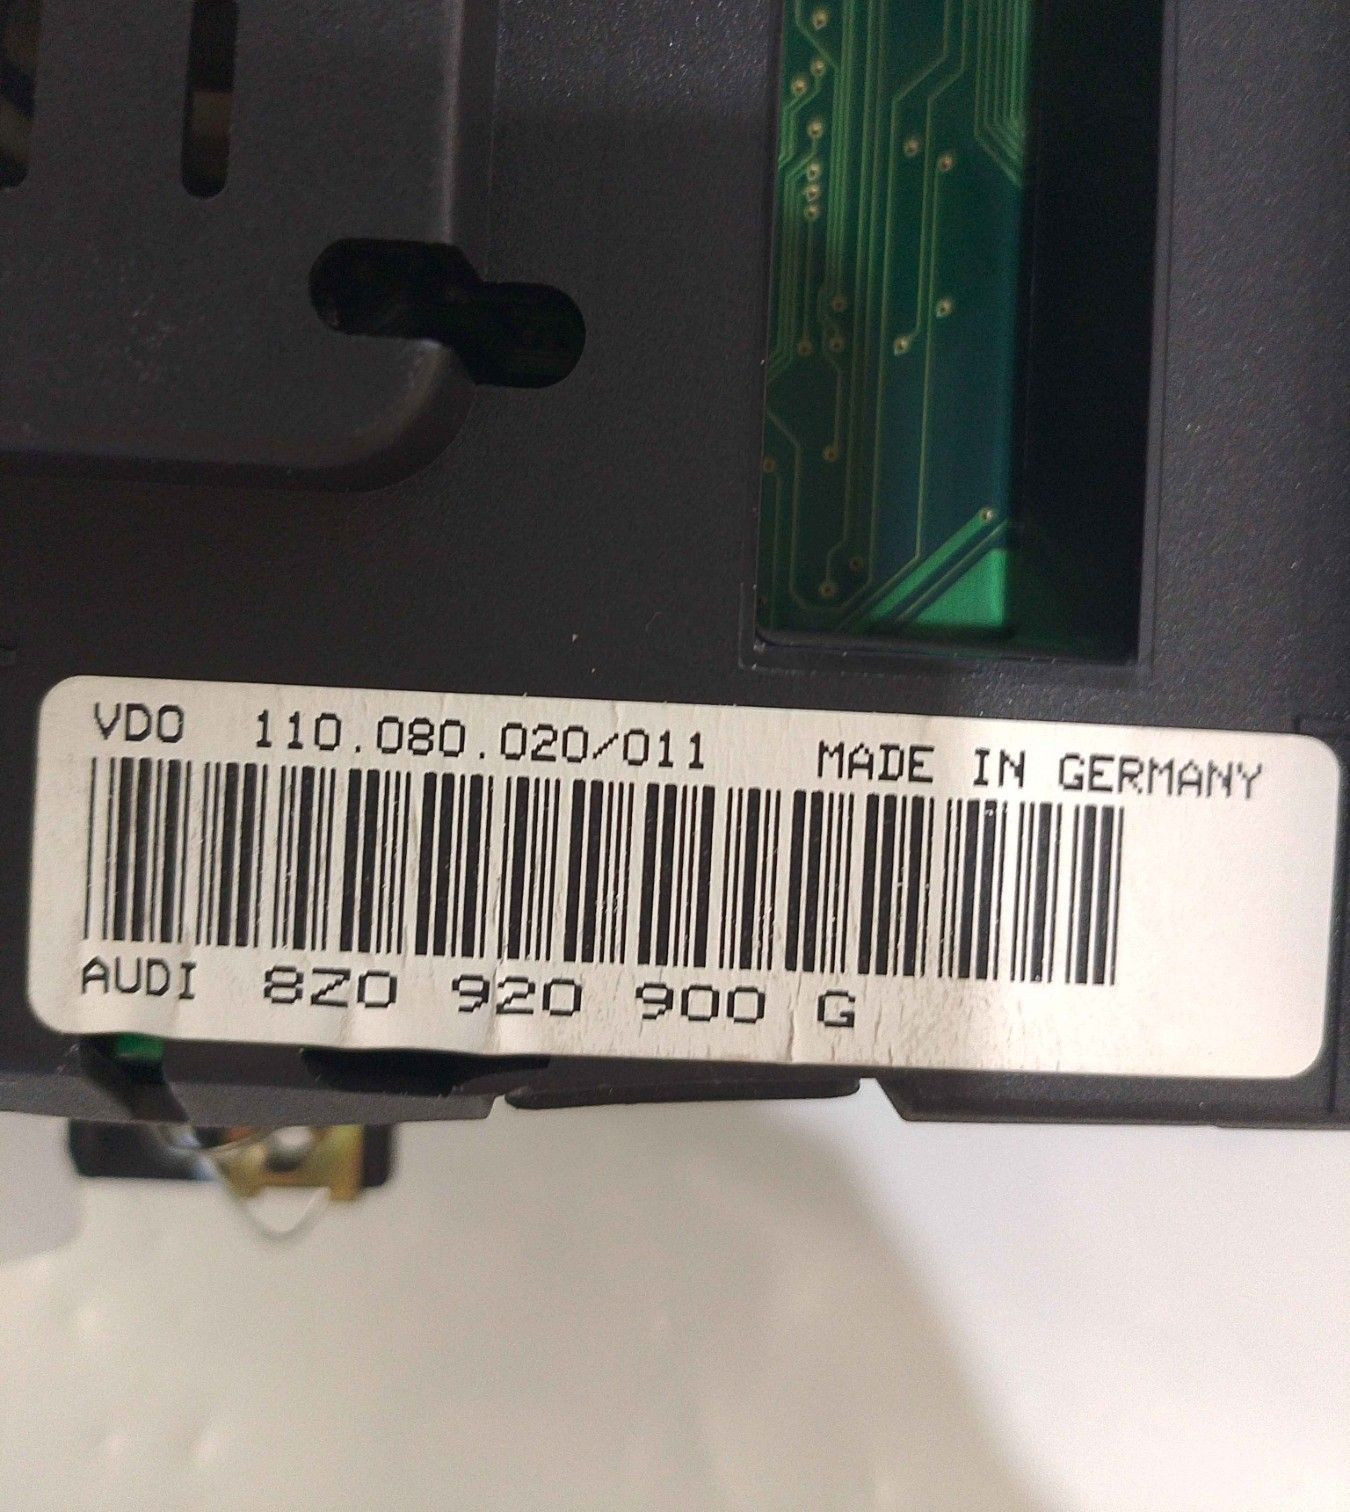 VDO 110.080.020/011 MADE IN GERMANY
AUDI 8Z0 920 900 G